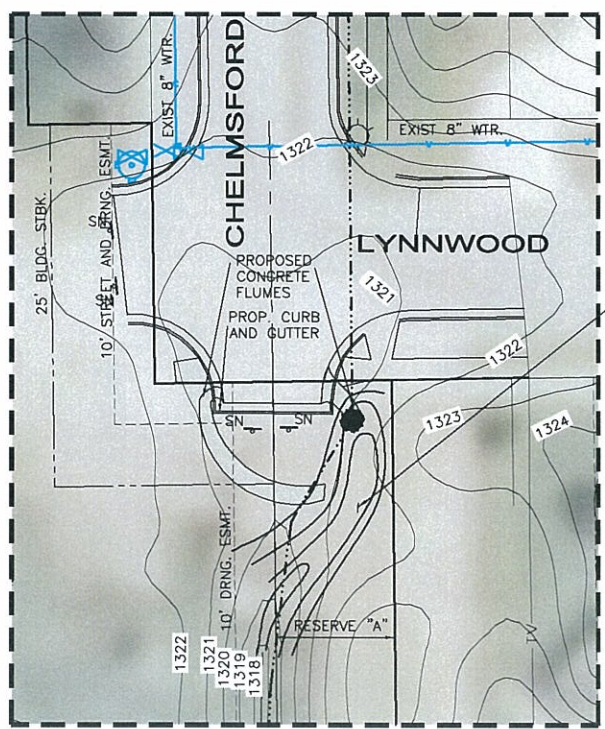 1323
EXIST 8" WTR.
EXIST 8" WTR.
CHELMSFORD
1322
10' STREET AND DRNG. ESMT.
25' BLDG. STBK.
LYNNWOOD
PROPOSED
CONCRETE
FLUMES
PROP. CURB
AND GUTTER
1321
1322
1323
1324
SN
SN
10' DRNG. ESMT.
RESERVE "A"
1322
1321
1320
1319
1318